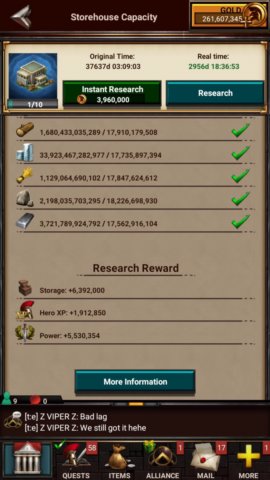 Storehouse Capacity
GOLD
261,607,345
Original Time:
37637d 03:09:03
Real time:
2956d 18:36:53
1/10
Instant Research
3,960,000
Research
1,680,433,035,289 / 17,910,179,508
33,923,467,282,977 / 17,735,897,394
1,129,064,690,102 / 17,847,624,612
2,198,035,703,295 / 18,226,698,930
3,721,789,924,792 / 17,562,916,104
Research Reward
Storage: +6,392,000
Hero XP: +1,912,850
Power: +5,530,354
More Information
9
0
[t:e] Z VIPER Z: Bad lag
[t:e] Z VIPER Z: We still got it hehe
58
1
17
1
QUESTS
ITEMS
ALLIANCE
MAIL
MORE